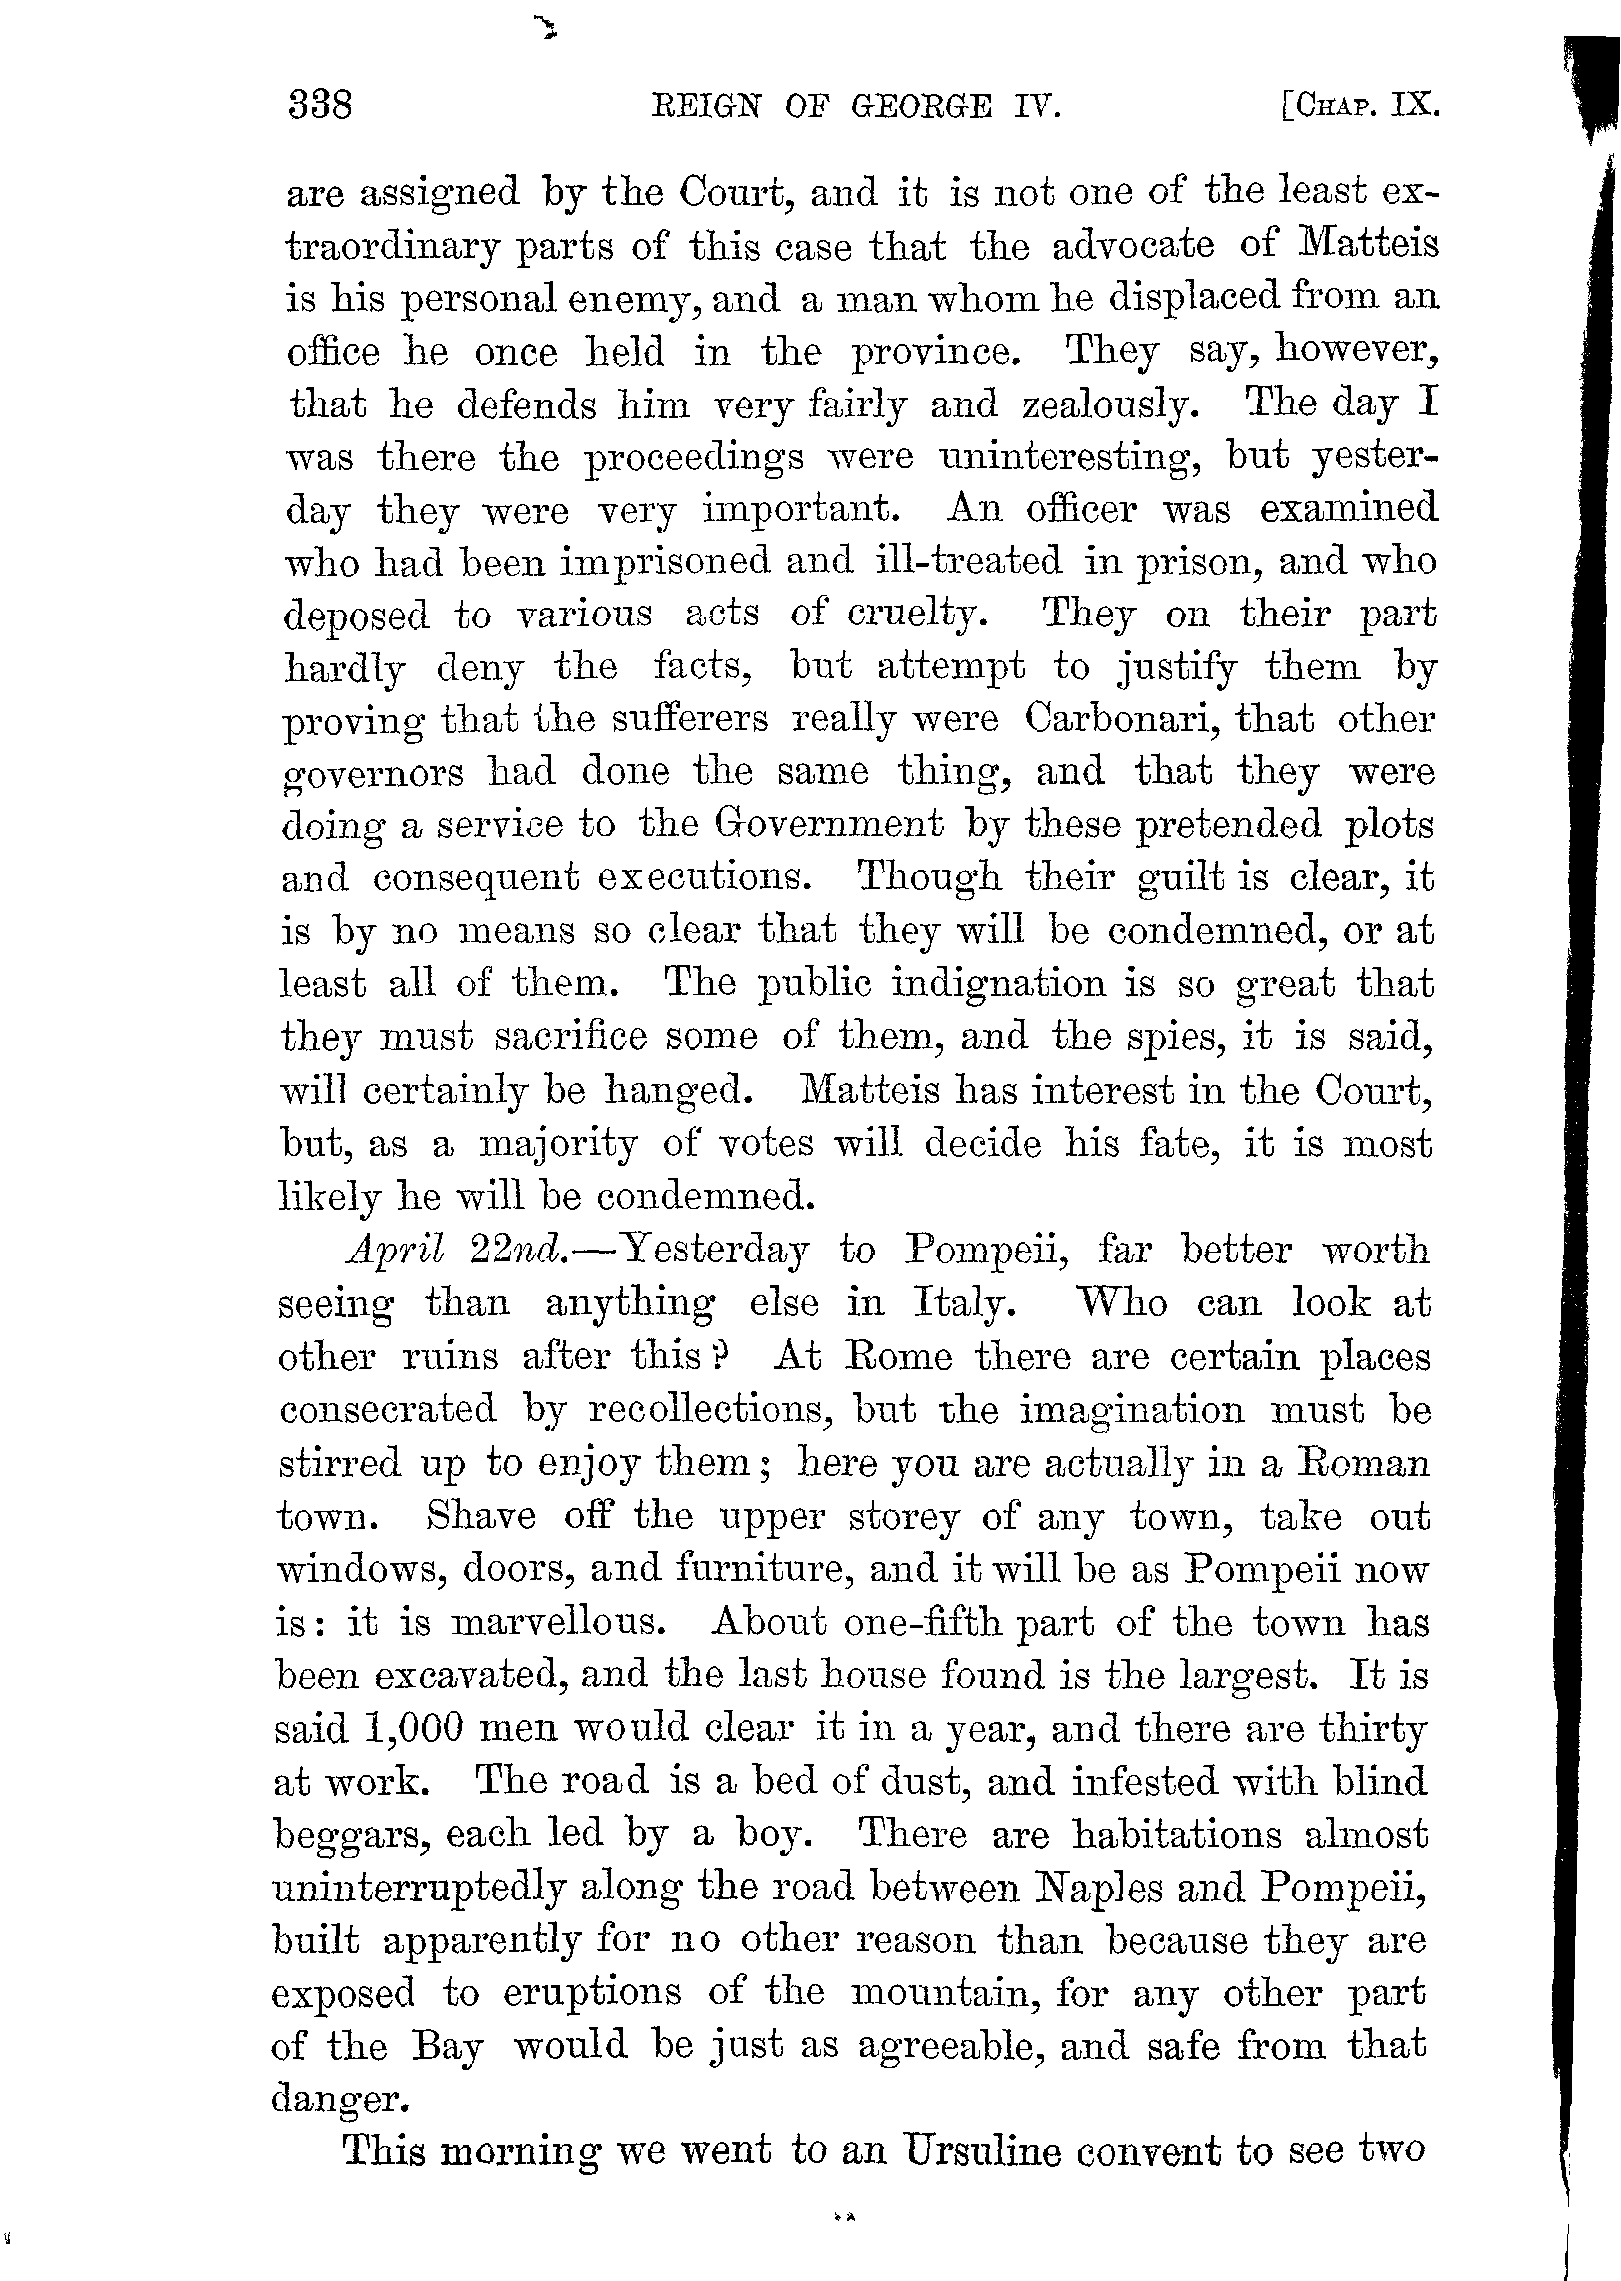 338 REIGN OF GEORGE IV. [CHAP. IX.
are assigned by the Court, and it is not one of the least ex-
traordinary parts of this case that the advocate of Matteis
is his personal enemy, and a man whom he displaced from an
office he once held in the province. They say, however,
that he defends him very fairly and zealously. The day I
was there the proceedings were uninteresting, but yester-
day they were very important. An officer was examined
who had been imprisoned and ill-treated in prison, and who
deposed to various acts of cruelty. They on their part
hardly deny the facts, but attempt to justify them by
proving that the sufferers really were Carbonari, that other
governors had done the same thing, and that they were
doing a service to the Government by these pretended plots
and consequent executions. Though their guilt is clear, it
is by no means so clear that they will be condemned, or at
least all of them. The public indignation is so great that
they must sacrifice some of them, and the spies, it is said,
will certainly be hanged. Matteis has interest in the Court,
but, as a majority of votes will decide his fate, it is most
likely he will be condemned.
April 22nd.—Yesterday to Pompeii, far better worth
seeing than anything else in Italy. Who can look at
other ruins after this? At Rome there are certain places
consecrated by recollections, but the imagination must be
stirred up to enjoy them; here you are actually in a Roman
town. Shave off the upper storey of any town, take out
windows, doors, and furniture, and it will be as Pompeii now
is: it is marvellous. About one-fifth part of the town has
been excavated, and the last house found is the largest. It is
said 1,000 men would clear it in a year, and there are thirty
at work. The road is a bed of dust, and infested with blind
beggars, each led by a boy. There are habitations almost
uninterruptedly along the road between Naples and Pompeii,
built apparently for no other reason than because they are
exposed to eruptions of the mountain, for any other part
of the Bay would be just as agreeable, and safe from that
danger.
This morning we went to an Ursuline convent to see two